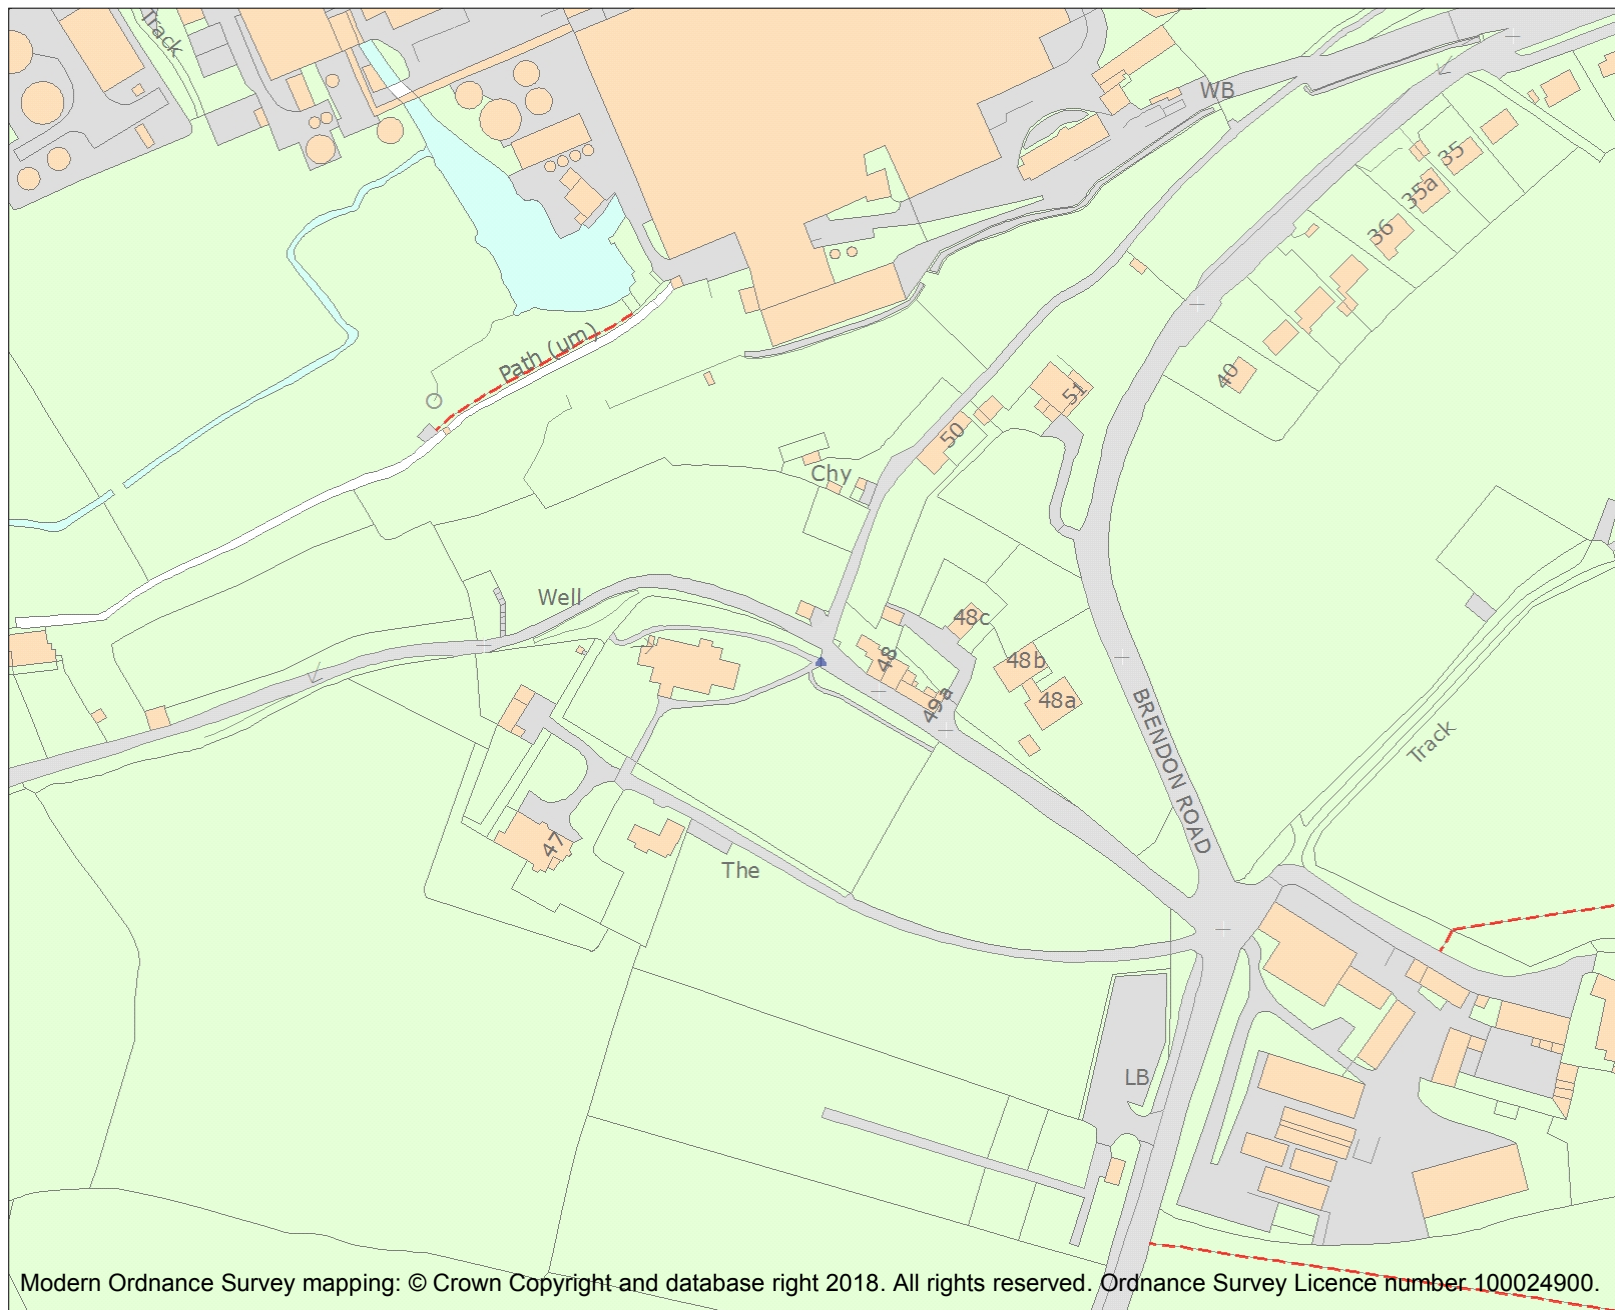 Track
WB
35
35a
36
Path (um)
40
51
50
Chy
Well
48c
48
48b
48a
49a
BRENDON ROAD
Track
47
The
LB
Modern Ordnance Survey mapping: © Crown Copyright and database right 2018. All rights reserved. Ordnance Survey Licence number 100024900.